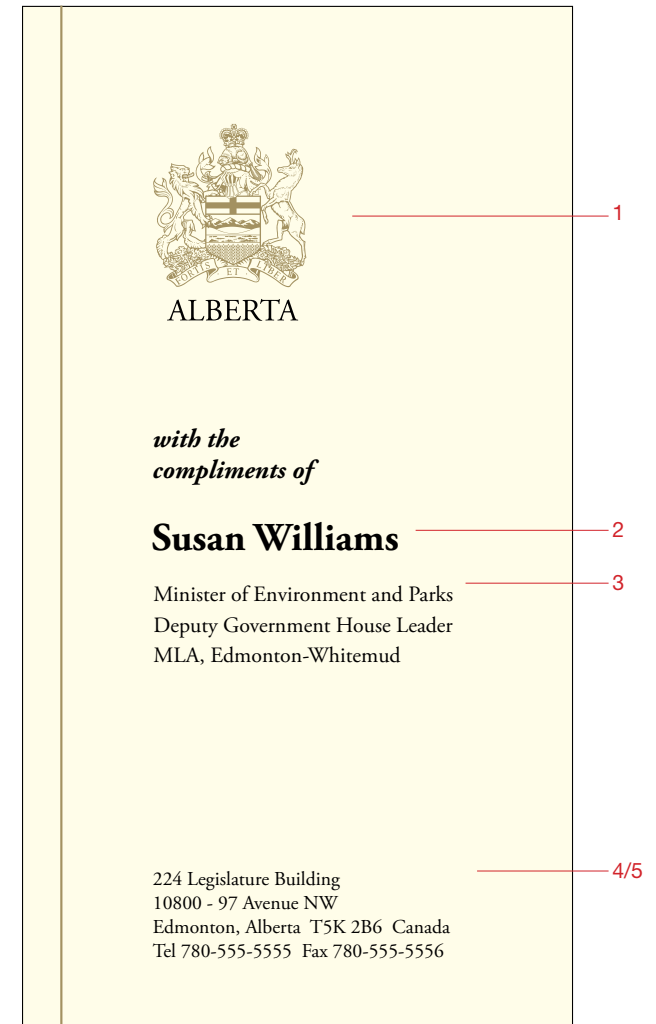 FORTIS ET LIBER
ALBERTA
1
with the
compliments of
Susan Williams
2
Minister of Environment and Parks
3
Deputy Government House Leader
MLA, Edmonton-Whitemud
4/5
224 Legislature Building
10800 - 97 Avenue NW
Edmonton, Alberta  T5K 2B6  Canada
Tel 780-555-5555  Fax 780-555-5556